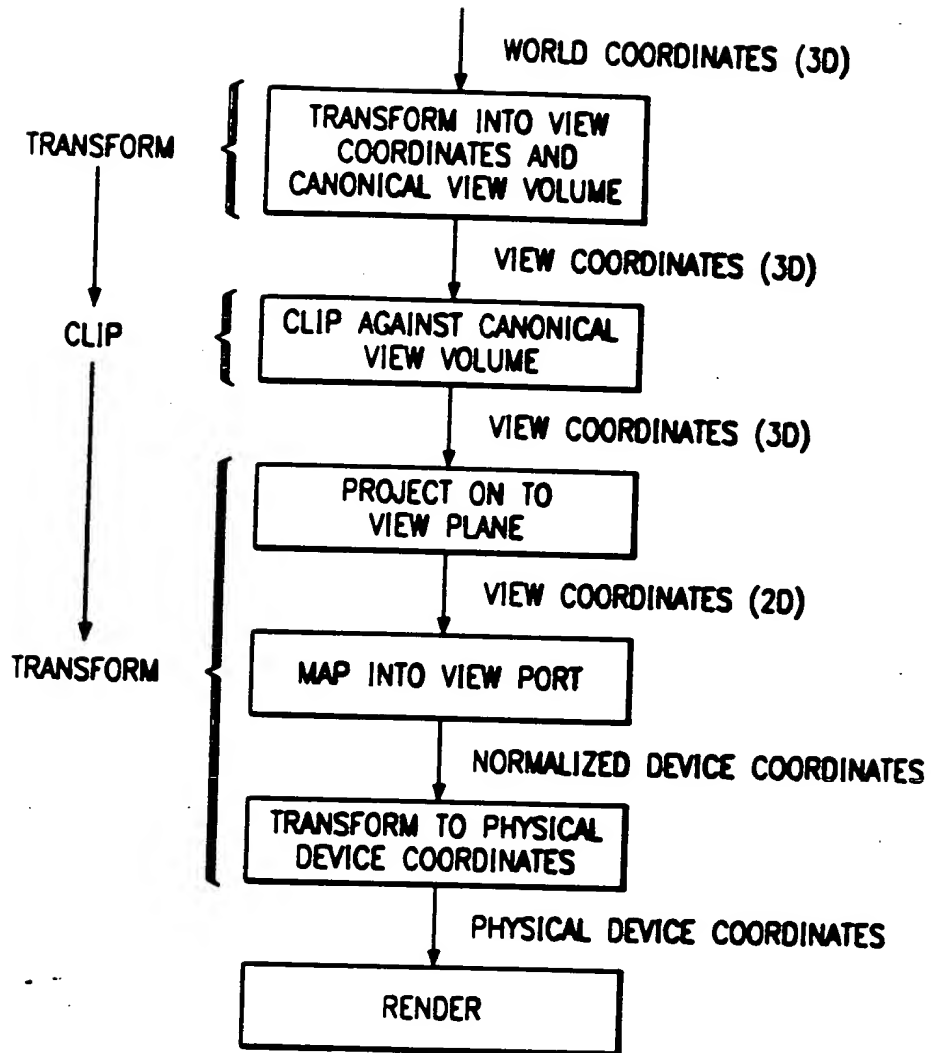 WORLD COORDINATES (3D)
TRANSFORM
TRANSFORM INTO VIEW
COORDINATES AND
CANONICAL VIEW VOLUME
VIEW COORDINATES (3D)
CLIP
CLIP AGAINST CANONICAL
VIEW VOLUME
VIEW COORDINATES (3D)
PROJECT ON TO
VIEW PLANE
VIEW COORDINATES (2D)
TRANSFORM
MAP INTO VIEW PORT
NORMALIZED DEVICE COORDINATES
TRANSFORM TO PHYSICAL
DEVICE COORDINATES
PHYSICAL DEVICE COORDINATES
RENDER